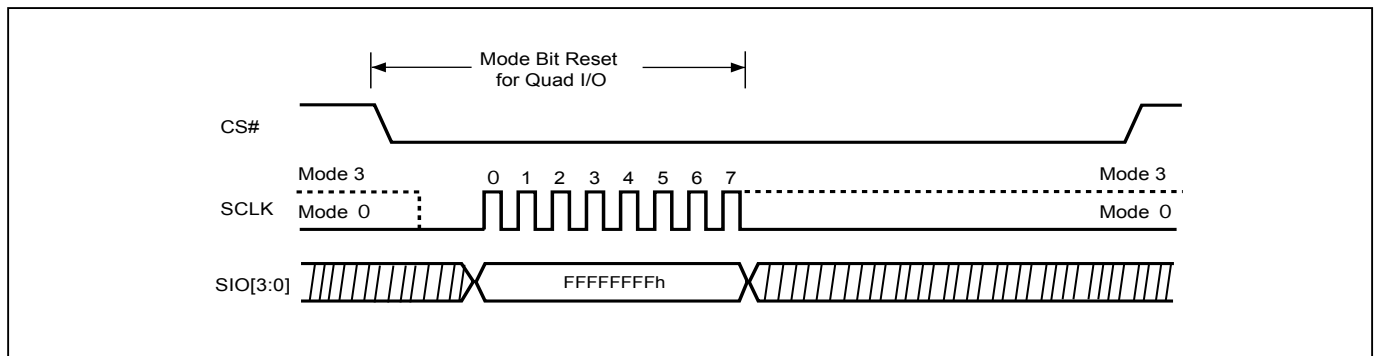 Mode Bit Reset
for Quad I/O
CS#
Mode 3
0 1 2 3 4 5 6 7
Mode 3
SCLK
Mode 0
Mode 0
SIO[3:0]
FFFFFFFFh